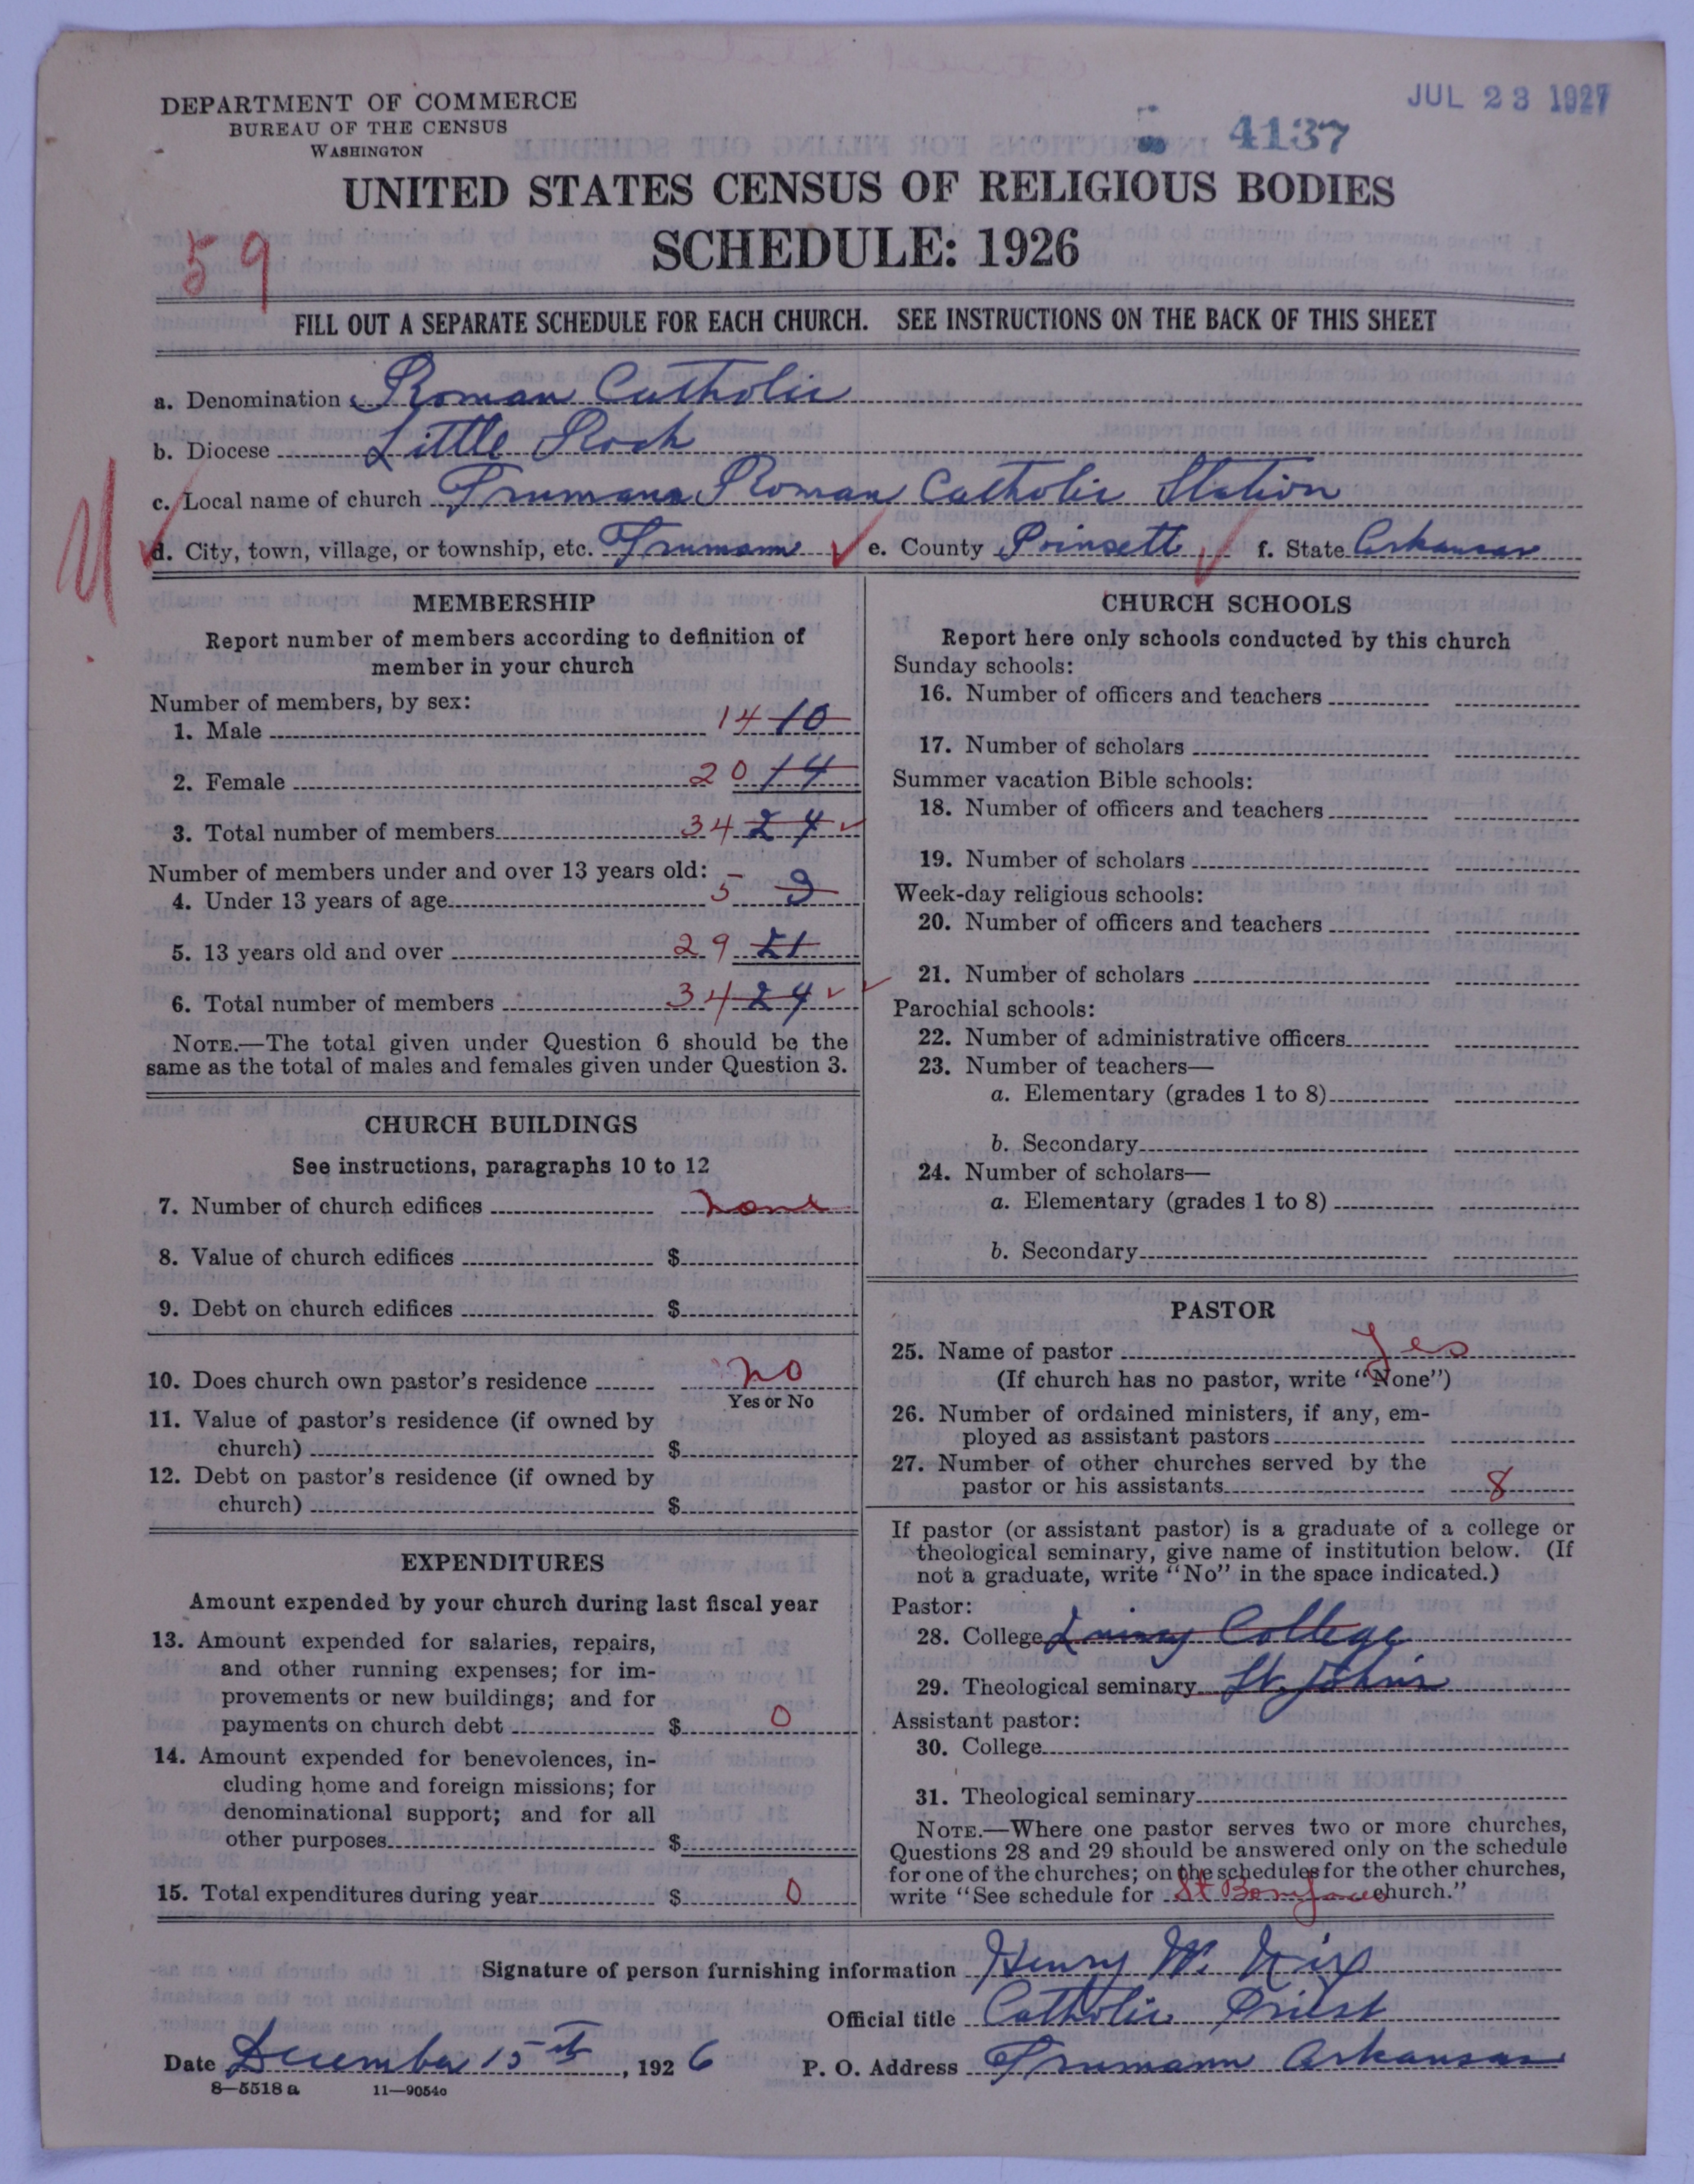 DEPARTMENT OF COMMERCE
BUREAU OF THE CENSUS
WASHINGTON
JUL 23 1927
4137
UNITED STATES CENSUS OF RELIGIOUS BODIES
SCHEDULE: 1926
59
FILL OUT A SEPARATE SCHEDULE FOR EACH CHURCH. SEE INSTRUCTIONS ON THE BACK OF THIS SHEET
a. Denomination Roman Catholic
b. Diocese Little Rock
c. Local name of church Trumann Roman Catholic Station
d. City, town, village, or township, etc. Trumann e. County Poinsett f. State Arkansas
MEMBERSHIP
Report number of members according to definition of
member in your church
Number of members, by sex:
1. Male 14 10
2. Female 20 14
3. Total number of members 34 24
Number of members under and over 13 years old:
4. Under 13 years of age 5 3
5. 13 years old and over 29 21
6. Total number of members 34 24
NOTE.—The total given under Question 6 should be the
same as the total of males and females given under Question 3.
CHURCH BUILDINGS
See instructions, paragraphs 10 to 12
7. Number of church edifices none
8. Value of church edifices $
9. Debt on church edifices $
10. Does church own pastor's residence no
Yes or No
11. Value of pastor's residence (if owned by
church) $
12. Debt on pastor's residence (if owned by
church) $
EXPENDITURES
Amount expended by your church during last fiscal year
13. Amount expended for salaries, repairs,
and other running expenses; for im-
provements or new buildings; and for
payments on church debt $ 0
14. Amount expended for benevolences, in-
cluding home and foreign missions; for
denominational support; and for all
other purposes $
15. Total expenditures during year $ 0
CHURCH SCHOOLS
Report here only schools conducted by this church
Sunday schools:
16. Number of officers and teachers
17. Number of scholars
Summer vacation Bible schools:
18. Number of officers and teachers
19. Number of scholars
Week-day religious schools:
20. Number of officers and teachers
21. Number of scholars
Parochial schools:
22. Number of administrative officers
23. Number of teachers—
a. Elementary (grades 1 to 8)
b. Secondary
24. Number of scholars—
a. Elementary (grades 1 to 8)
b. Secondary
PASTOR
25. Name of pastor Yes
(If church has no pastor, write "None")
26. Number of ordained ministers, if any, em-
ployed as assistant pastors
27. Number of other churches served by the
pastor or his assistants 8
If pastor (or assistant pastor) is a graduate of a college or
theological seminary, give name of institution below. (If
not a graduate, write "No" in the space indicated.)
Pastor:
28. College College
29. Theological seminary St. Johns
Assistant pastor:
30. College
31. Theological seminary
NOTE.—Where one pastor serves two or more churches,
Questions 28 and 29 should be answered only on the schedule
for one of the churches; on the schedules for the other churches,
write "See schedule for St Boniface church."
Signature of person furnishing information Henry W.
Official title Catholic Priest
Date December 15th, 1926 P. O. Address Trumann Arkansas
8—5518 a 11—9054o